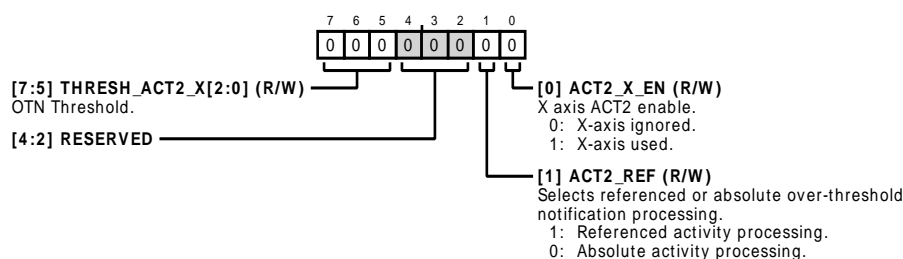 7 6 5 4 3 2 1 0
0 0 0 0 0 0 0 0
[7:5] THRESH_ACT2_X[2:0] (R/W)
OTN Threshold.
[4:2] RESERVED
[0] ACT2_X_EN (R/W)
X axis ACT2 enable.
0: X-axis ignored.
1: X-axis used.
[1] ACT2_REF (R/W)
Selects referenced or absolute over-threshold
notification processing.
1: Referenced activity processing.
0: Absolute activity processing.